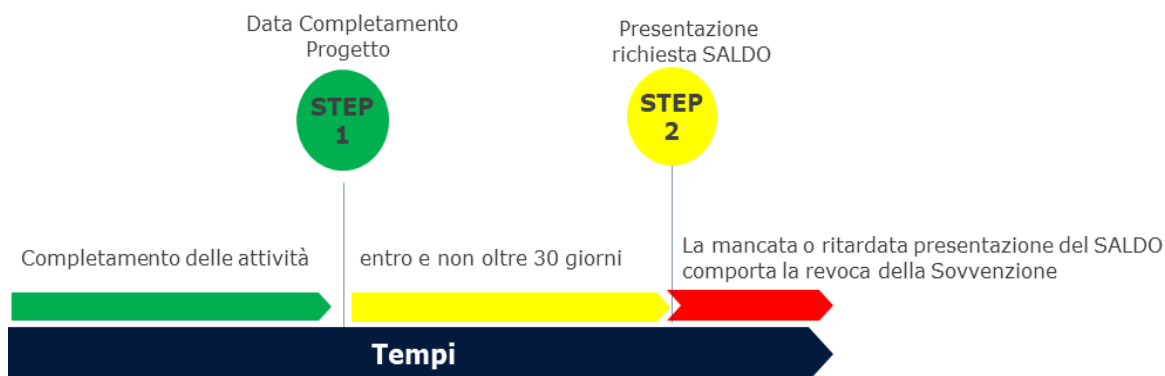 Data Completamento
Progetto
Presentazione
richiesta SALDO
STEP
1
STEP
2
Completamento delle attività
entro e non oltre 30 giorni
La mancata o ritardata presentazione del SALDO
comporta la revoca della Sovvenzione
Tempi